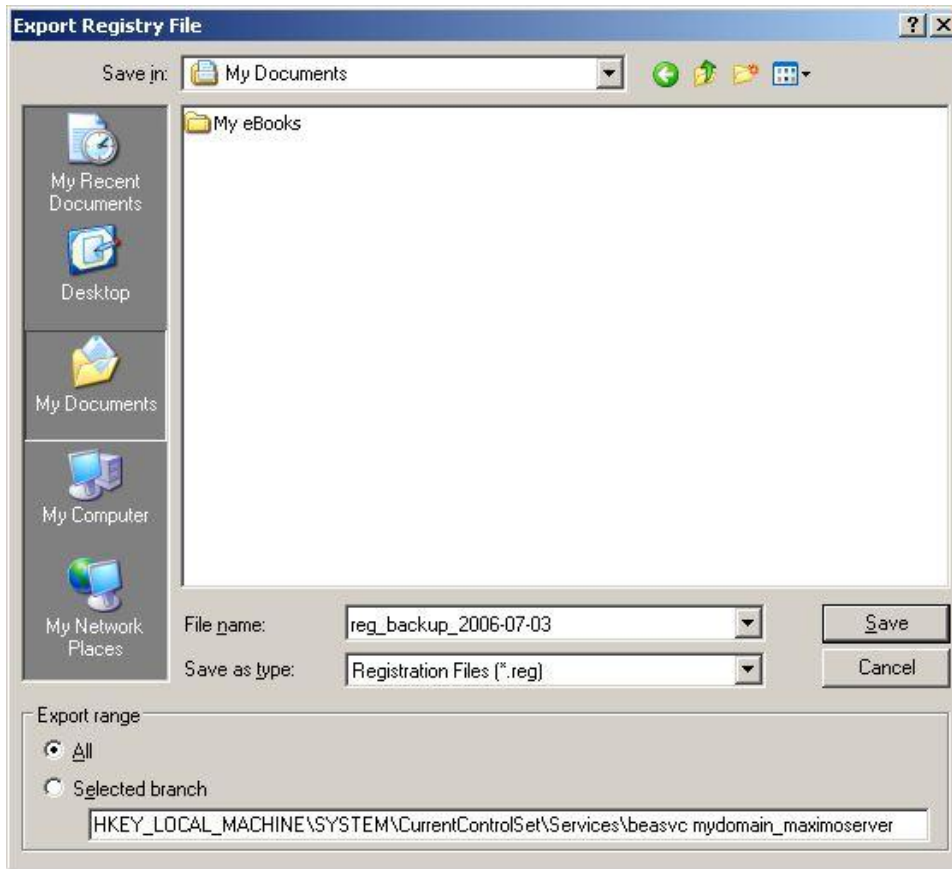 Export Registry File
Save in: My Documents
My eBooks
My Recent
Documents
Desktop
My Documents
My Computer
My Network
Places
File name: reg_backup_2006-07-03 Save
Save as type: Registration Files (*.reg) Cancel
Export range
All
Selected branch
HKEY_LOCAL_MACHINE\SYSTEM\CurrentControlSet\Services\beasvc mydomain_maximoserver